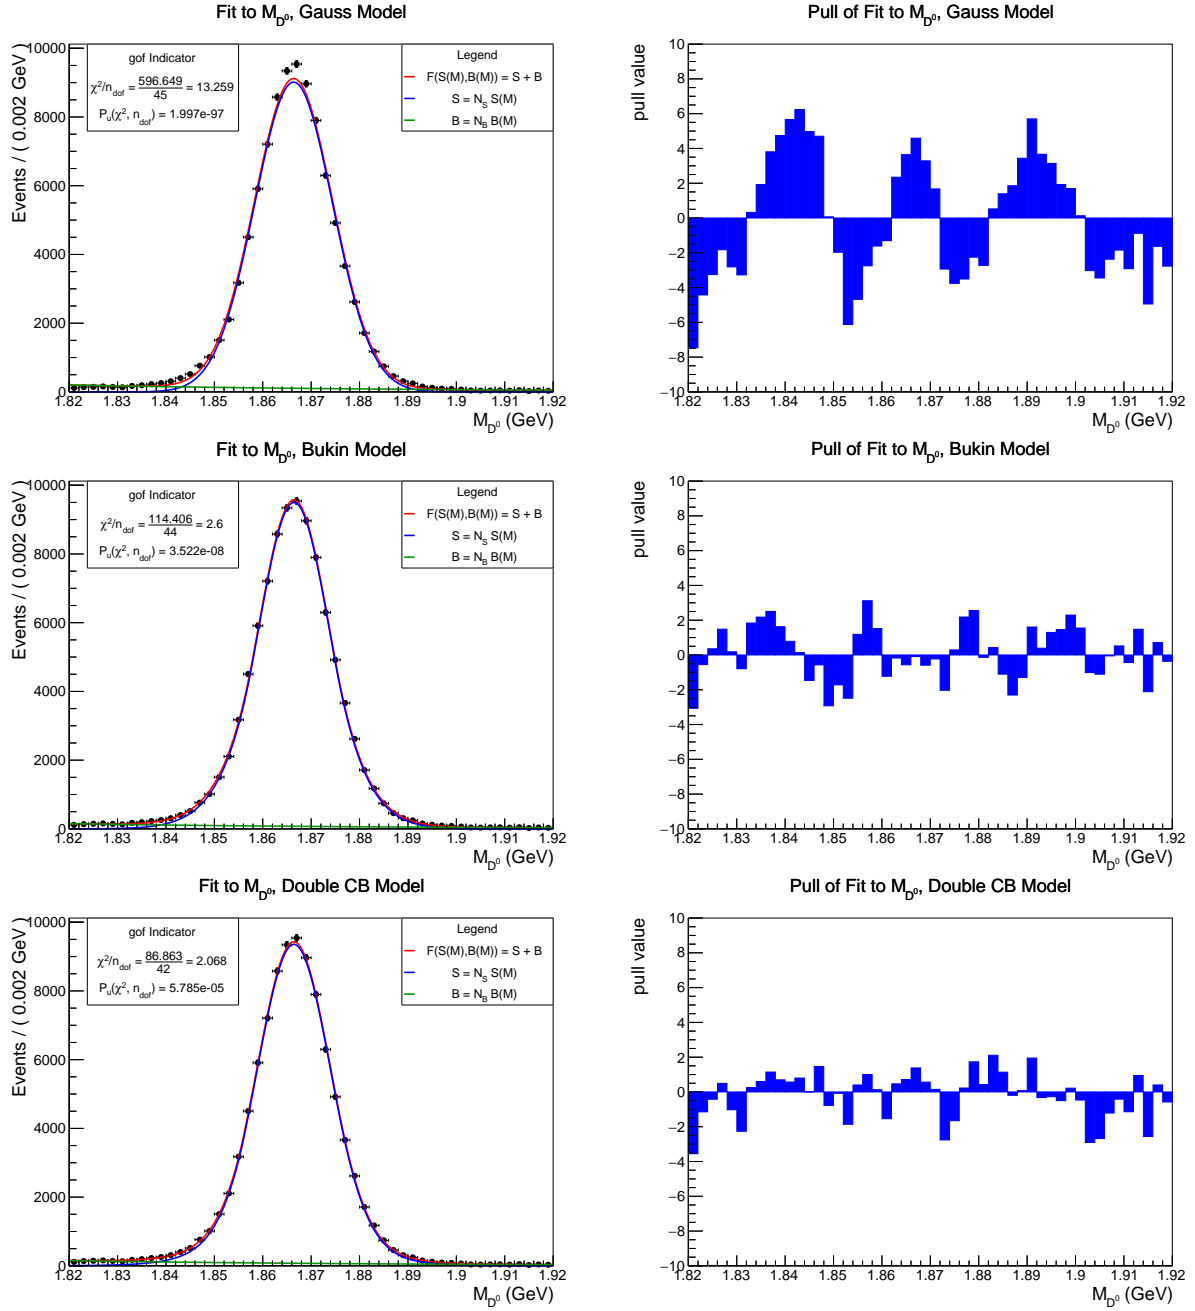 Fit to M_D⁰, Gauss Model
Events / ( 0.002 GeV )
10000
8000
6000
4000
2000
0
gof Indicator
χ²/n_dof = 596.649/45 = 13.259
P_u(χ², n_dof) = 1.997e-97
Legend
F(S(M),B(M)) = S + B
S = N_S S(M)
B = N_B B(M)
1.82 1.83 1.84 1.85 1.86 1.87 1.88 1.89 1.9 1.91 1.92
M_D⁰ (GeV)
Pull of Fit to M_D⁰, Gauss Model
pull value
10
8
6
4
2
0
−2
−4
−6
−8
−10
1.82 1.83 1.84 1.85 1.86 1.87 1.88 1.89 1.9 1.91 1.92
M_D⁰ (GeV)
Fit to M_D⁰, Bukin Model
Events / ( 0.002 GeV )
10000
8000
6000
4000
2000
0
gof Indicator
χ²/n_dof = 114.406/44 = 2.6
P_u(χ², n_dof) = 3.522e-08
Legend
F(S(M),B(M)) = S + B
S = N_S S(M)
B = N_B B(M)
1.82 1.83 1.84 1.85 1.86 1.87 1.88 1.89 1.9 1.91 1.92
M_D⁰ (GeV)
Pull of Fit to M_D⁰, Bukin Model
pull value
10
8
6
4
2
0
−2
−4
−6
−8
−10
1.82 1.83 1.84 1.85 1.86 1.87 1.88 1.89 1.9 1.91 1.92
M_D⁰ (GeV)
Fit to M_D⁰, Double CB Model
Events / ( 0.002 GeV )
10000
8000
6000
4000
2000
0
gof Indicator
χ²/n_dof = 86.863/42 = 2.068
P_u(χ², n_dof) = 5.785e-05
Legend
F(S(M),B(M)) = S + B
S = N_S S(M)
B = N_B B(M)
1.82 1.83 1.84 1.85 1.86 1.87 1.88 1.89 1.9 1.91 1.92
M_D⁰ (GeV)
Pull of Fit to M_D⁰, Double CB Model
pull value
10
8
6
4
2
0
−2
−4
−6
−8
−10
1.82 1.83 1.84 1.85 1.86 1.87 1.88 1.89 1.9 1.91 1.92
M_D⁰ (GeV)